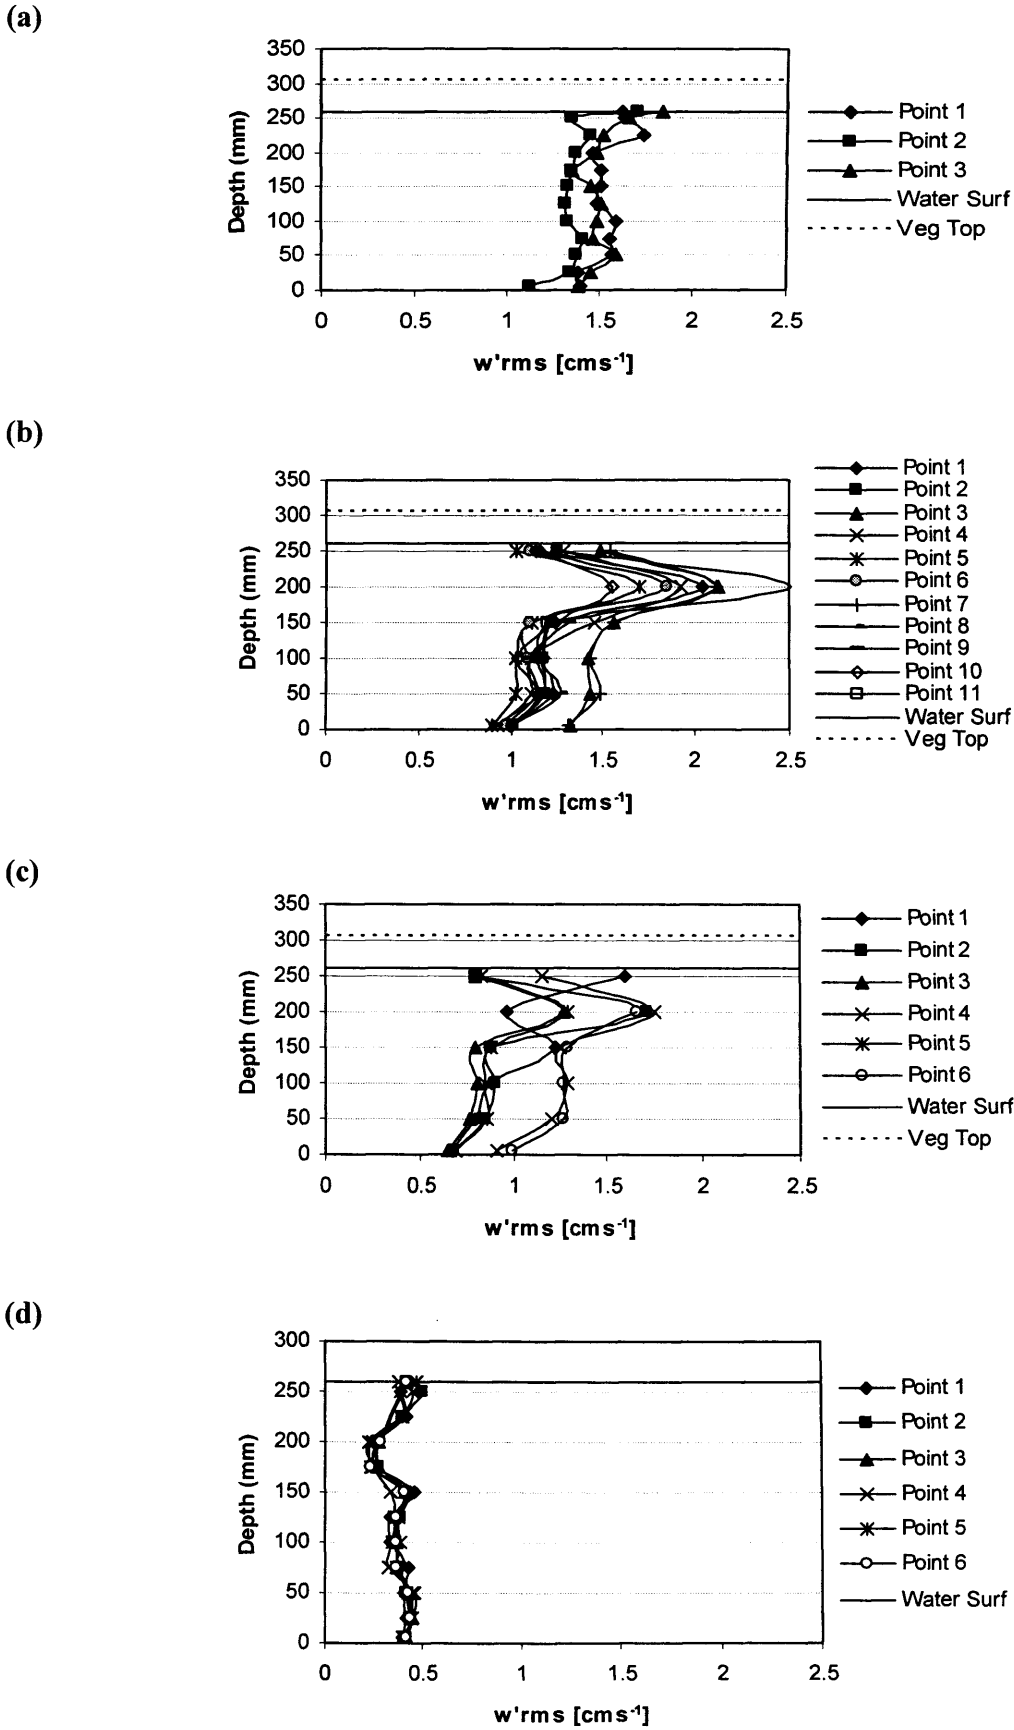 (a)
350
300
250
200
150
100
50
0
Depth (mm)
0 0.5 1 1.5 2 2.5
w'rms [cms⁻¹]
Point 1
Point 2
Point 3
Water Surf
Veg Top
(b)
350
300
250
200
150
100
50
0
Depth (mm)
0 0.5 1 1.5 2 2.5
w'rms [cms⁻¹]
Point 1
Point 2
Point 3
Point 4
Point 5
Point 6
Point 7
Point 8
Point 9
Point 10
Point 11
Water Surf
Veg Top
(c)
350
300
250
200
150
100
50
0
Depth (mm)
0 0.5 1 1.5 2 2.5
w'rms [cms⁻¹]
Point 1
Point 2
Point 3
Point 4
Point 5
Point 6
Water Surf
Veg Top
(d)
300
250
200
150
100
50
0
Depth (mm)
0 0.5 1 1.5 2 2.5
w'rms [cms⁻¹]
Point 1
Point 2
Point 3
Point 4
Point 5
Point 6
Water Surf